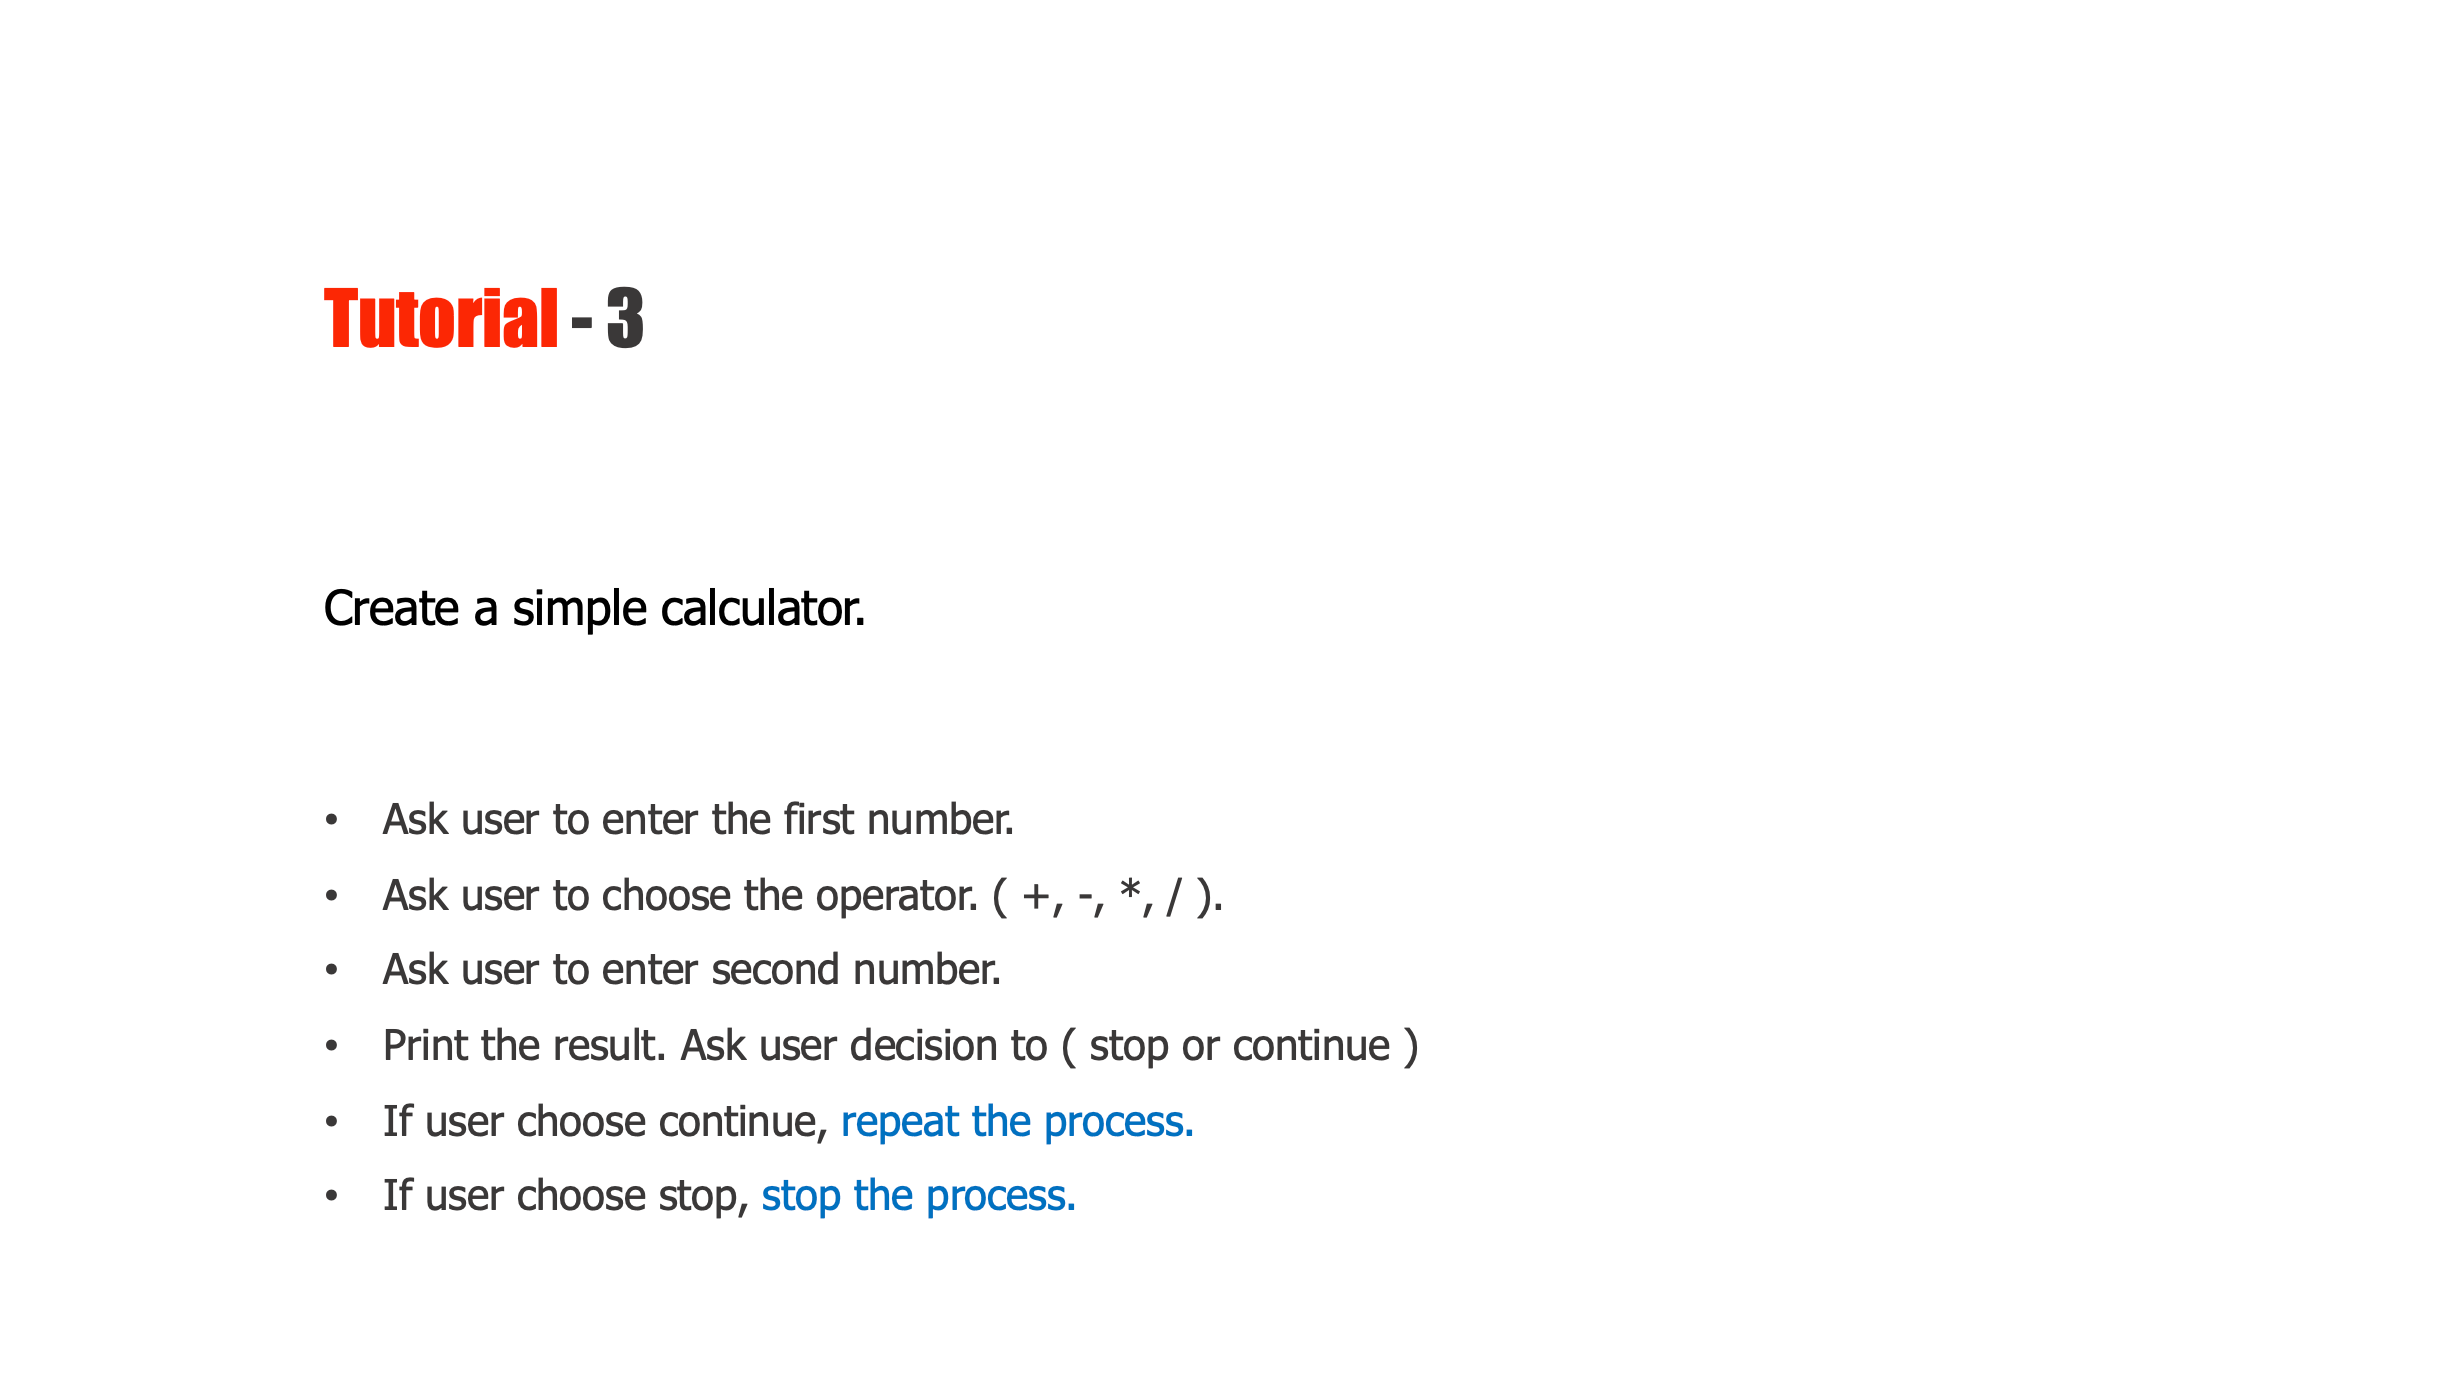 Tutorial - 3
Create a simple calculator.
• Ask user to enter the first number.
• Ask user to choose the operator. ( +, -, *, / ).
• Ask user to enter second number.
• Print the result. Ask user decision to ( stop or continue )
• If user choose continue, repeat the process.
• If user choose stop, stop the process.